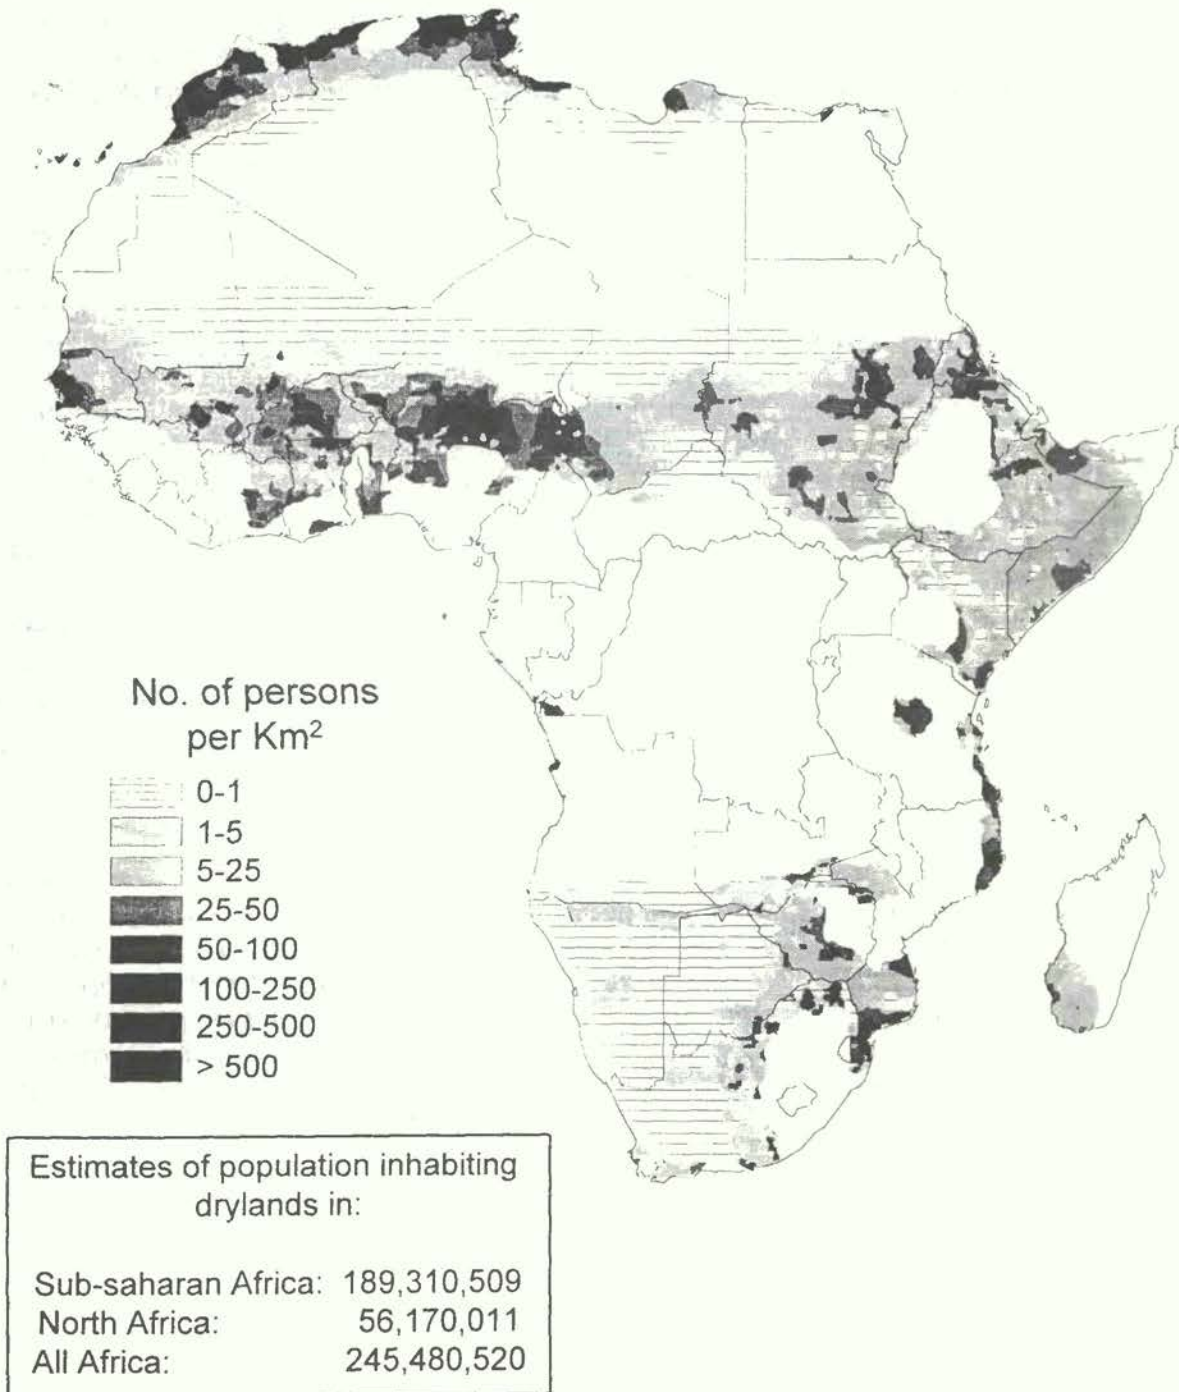 No. of persons
per Km²
0-1
1-5
5-25
25-50
50-100
100-250
250-500
> 500
Estimates of population inhabiting
drylands in:
Sub-saharan Africa: 189,310,509
North Africa: 56,170,011
All Africa: 245,480,520